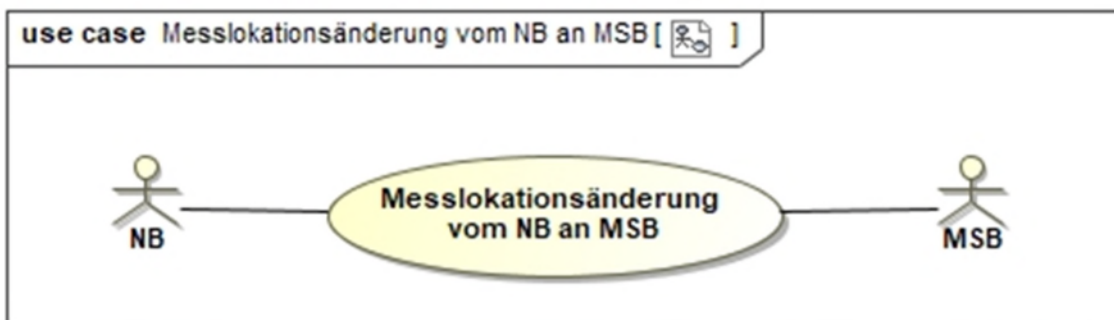 use case Messlokationsänderung vom NB an MSB [ ]
Messlokationsänderung
vom NB an MSB
NB
MSB